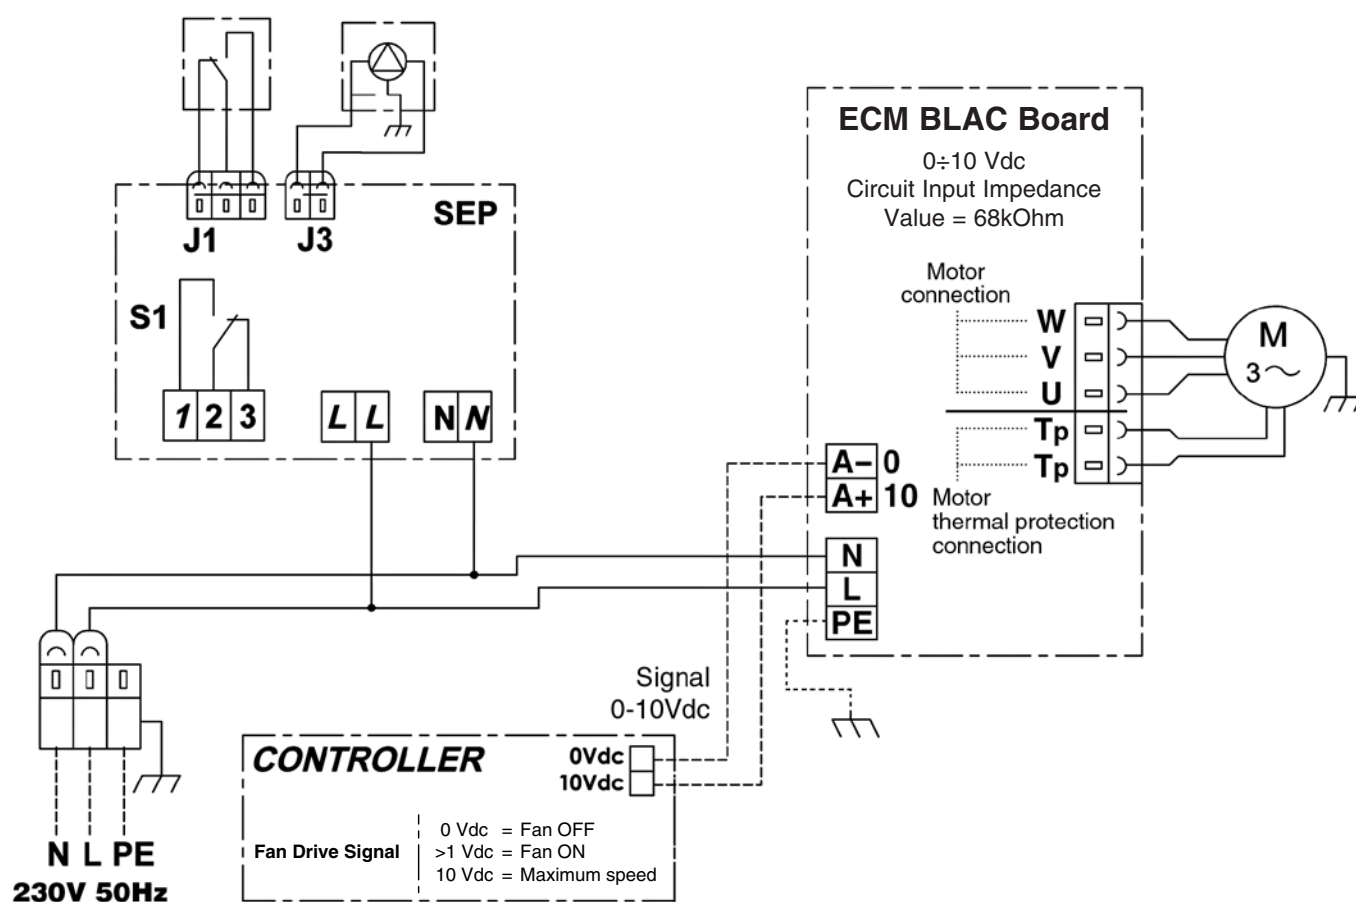 ECM BLAC Board
0÷10 Vdc
Circuit Input Impedance
Value = 68kOhm
SEP
J1
J3
S1
1 2 3
L L
N N
Motor
connection
W
V
U
Tp
Tp
M
3～
A− 0
A+ 10
Motor
thermal protection
connection
N
L
PE
Signal
0-10Vdc
CONTROLLER
0Vdc
10Vdc
Fan Drive Signal
0 Vdc = Fan OFF
>1 Vdc = Fan ON
10 Vdc = Maximum speed
N L PE
230V 50Hz